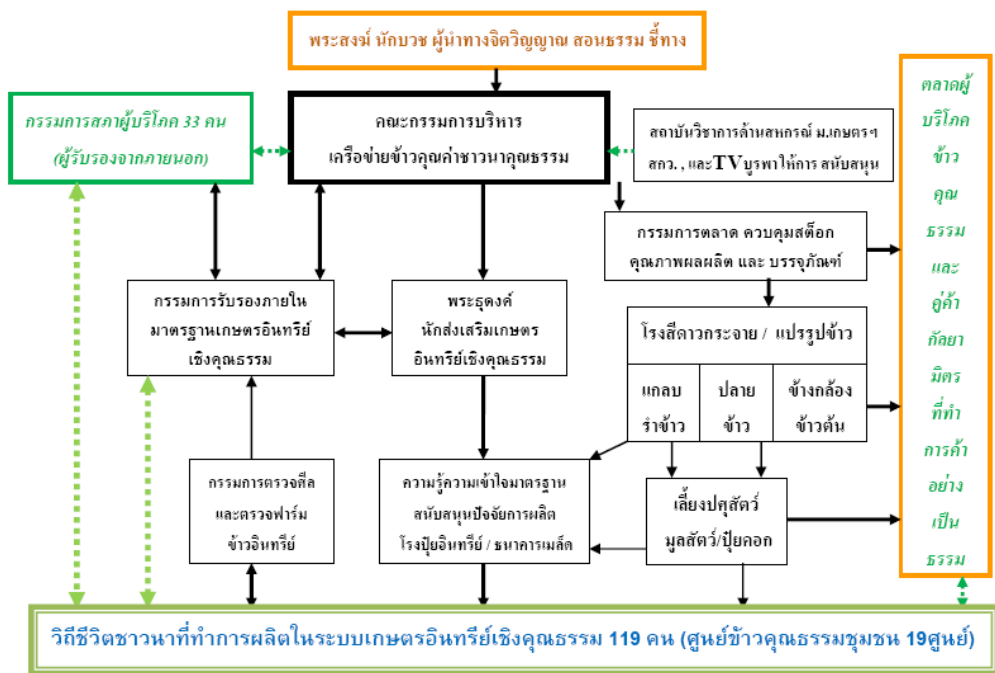 พระสงฆ์ นักบวช ผู้นำทางจิตวิญญาณ สอนธรรม ชี้ทาง
กรรมการสภาผู้บริโภค 33 คน
(ผู้รับรองจากภายนอก)
คณะกรรมการบริหาร
เครือข่ายข้าวคุณค่าชาวนาคุณธรรม
สถาบันวิชาการด้านสหกรณ์ ม.เกษตรฯ
สกว. , และTVบูรพาให้การ สนับสนุน
กรรมการตลาด ควบคุมสต็อก
คุณภาพผลผลิต และ บรรจุภัณฑ์
กรรมการรับรองภายใน
มาตรฐานเกษตรอินทรีย์
เชิงคุณธรรม
พระธุดงค์
นักส่งเสริมเกษตร
อินทรีย์เชิงคุณธรรม
โรงสีดาวกระจาย / แปรรูปข้าว
แกลบ
รำข้าว
ปลาย
ข้าว
ข้างกล้อง
ข้าวต้น
กรรมการตรวจศีล
และตรวจฟาร์ม
ข้าวอินทรีย์
ความรู้ความเข้าใจมาตรฐาน
สนับสนุนปัจจัยการผลิต
โรงปุ๋ยอินทรีย์ / ธนาคารเมล็ด
เลี้ยงปศุสัตว์
มูลสัตว์/ปุ๋ยคอก
ตลาดผู้
บริโภค
ข้าว
คุณ
ธรรม
และ
คู่ค้า
กัลยา
มิตร
ที่ทำ
การค้า
อย่าง
เป็น
ธรรม
วิถีชีวิตชาวนาที่ทำการผลิตในระบบเกษตรอินทรีย์เชิงคุณธรรม 119 คน (ศูนย์ข้าวคุณธรรมชุมชน 19ศูนย์)